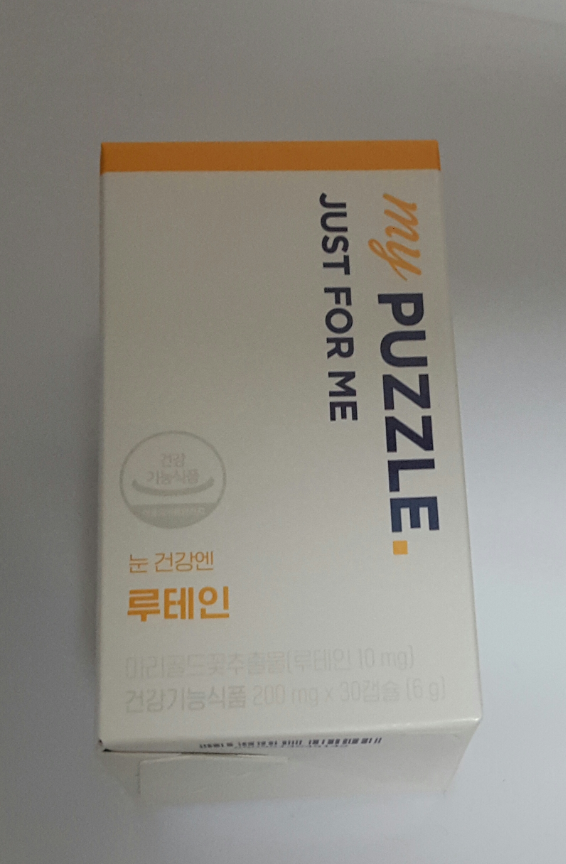 my PUZZLE.
JUST FOR ME
건강
기능식품
눈 건강엔
루테인
마리골드꽃추출물(루테인 10 mg)
건강기능식품 200 mg x 30캡슐 (6 g)